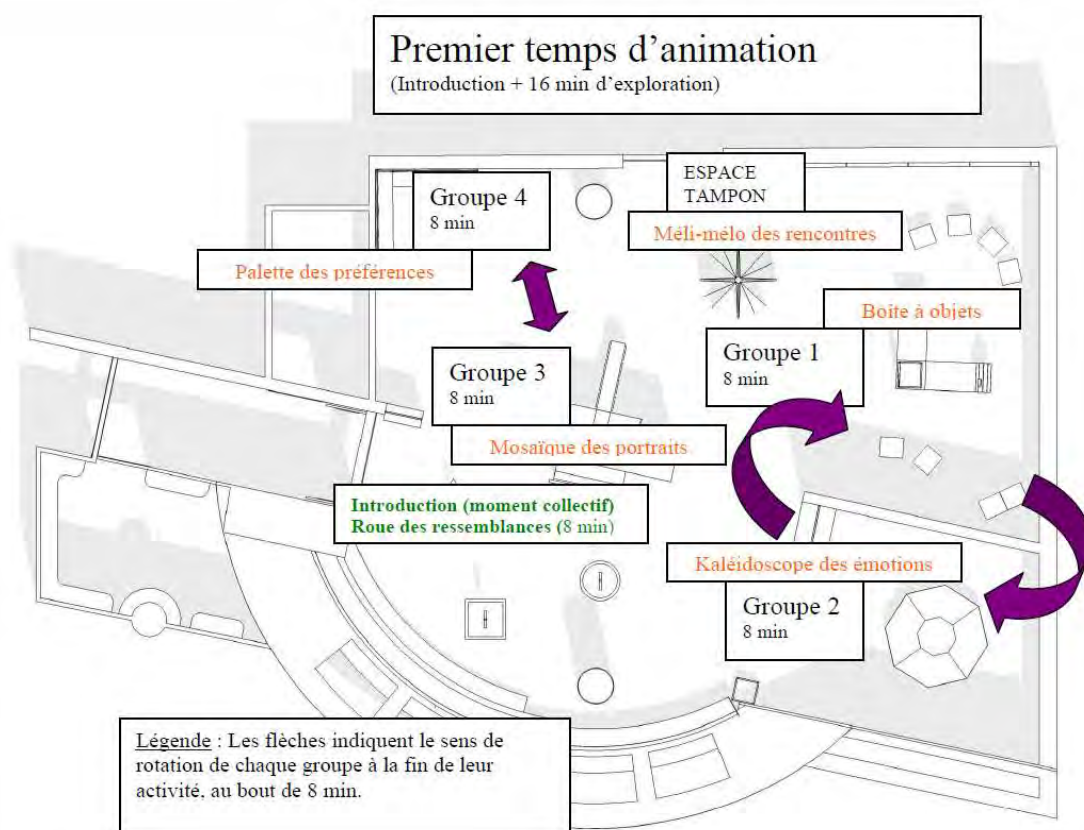 Premier temps d'animation
(Introduction + 16 min d'exploration)
ESPACE
TAMPON
Méli-mélo des rencontres
Groupe 4
8 min
Palette des préférences
Boite à objets
Groupe 1
8 min
Groupe 3
8 min
Mosaïque des portraits
Introduction (moment collectif)
Roue des ressemblances (8 min)
Kaléidoscope des émotions
Groupe 2
8 min
Légende : Les flèches indiquent le sens de
rotation de chaque groupe à la fin de leur
activité, au bout de 8 min.